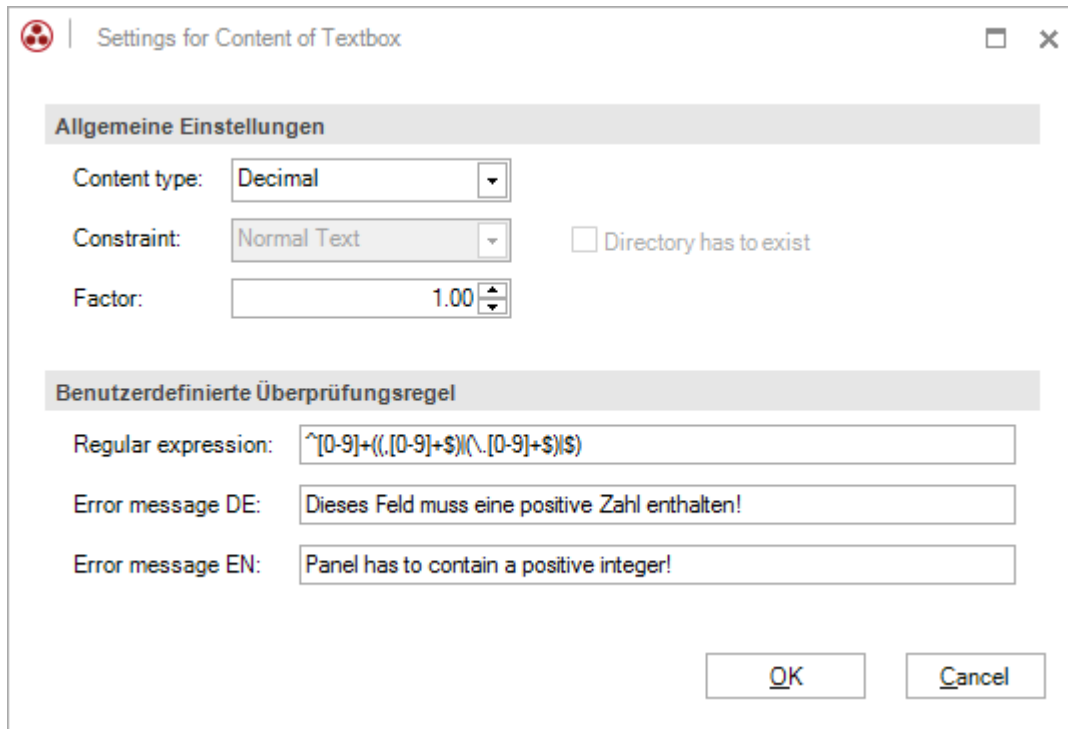 Settings for Content of Textbox
Allgemeine Einstellungen
Content type: Decimal
Constraint: Normal Text Directory has to exist
Factor: 1.00
Benutzerdefinierte Überprüfungsregel
Regular expression: ^[0-9]+((,[0-9]+$)|(\.[0-9]+$)|$)
Error message DE: Dieses Feld muss eine positive Zahl enthalten!
Error message EN: Panel has to contain a positive integer!
OK Cancel